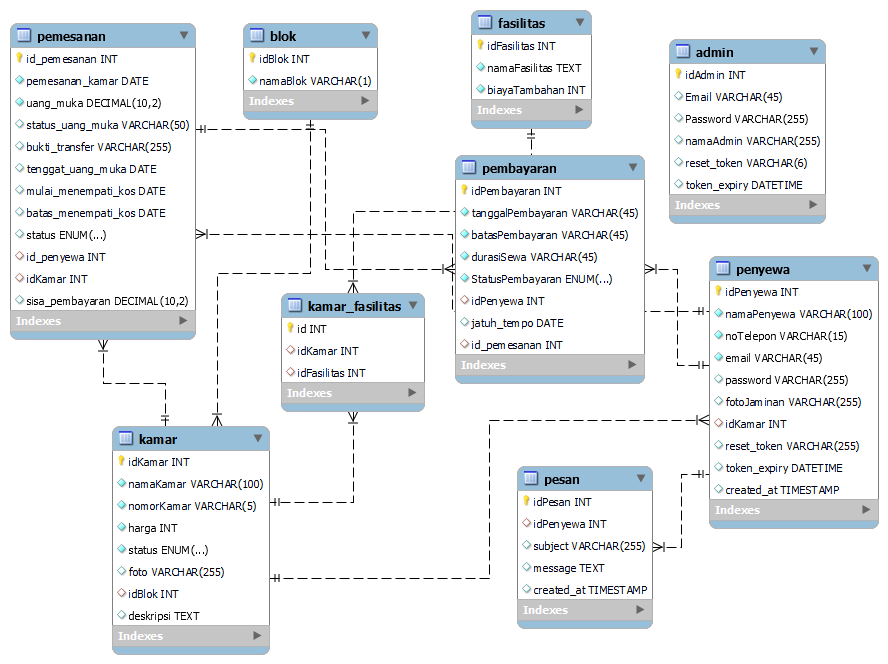 pemesanan
id_pemesanan INT
pemesanan_kamar DATE
uang_muka DECIMAL(10,2)
status_uang_muka VARCHAR(50)
bukti_transfer VARCHAR(255)
tenggat_uang_muka DATE
mulai_menempati_kos DATE
batas_menempati_kos DATE
status ENUM(...)
id_penyewa INT
idKamar INT
sisa_pembayaran DECIMAL(10,2)
Indexes
blok
idBlok INT
namaBlok VARCHAR(1)
Indexes
fasilitas
idFasilitas INT
namaFasilitas TEXT
biayaTambahan INT
Indexes
admin
idAdmin INT
Email VARCHAR(45)
Password VARCHAR(255)
namaAdmin VARCHAR(255)
reset_token VARCHAR(6)
token_expiry DATETIME
Indexes
pembayaran
idPembayaran INT
tanggalPembayaran VARCHAR(45)
batasPembayaran VARCHAR(45)
durasiSewa VARCHAR(45)
StatusPembayaran ENUM(...)
idPenyewa INT
jatuh_tempo DATE
id_pemesanan INT
Indexes
penyewa
idPenyewa INT
namaPenyewa VARCHAR(100)
noTelepon VARCHAR(15)
email VARCHAR(45)
password VARCHAR(255)
fotoJaminan VARCHAR(255)
idKamar INT
reset_token VARCHAR(255)
token_expiry DATETIME
created_at TIMESTAMP
Indexes
kamar_fasilitas
id INT
idKamar INT
idFasilitas INT
Indexes
kamar
idKamar INT
namaKamar VARCHAR(100)
nomorKamar VARCHAR(5)
harga INT
status ENUM(...)
foto VARCHAR(255)
idBlok INT
deskripsi TEXT
Indexes
pesan
idPesan INT
idPenyewa INT
subject VARCHAR(255)
message TEXT
created_at TIMESTAMP
Indexes